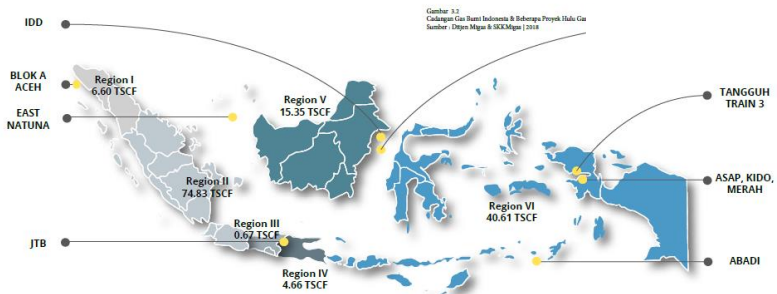 Gambar 3.2
Cadangan Gas Bumi Indonesia & Beberapa Proyek Hulu Gas
Sumber : Ditjen Migas & SKKMigas | 2018
IDD
BLOK A
ACEH
EAST
NATUNA
JTB
Region I
6.60 TSCF
Region II
74.83 TSCF
Region III
0.67 TSCF
Region IV
4.66 TSCF
Region V
15.35 TSCF
Region VI
40.61 TSCF
TANGGUH
TRAIN 3
ASAP, KIDO,
MERAH
ABADI